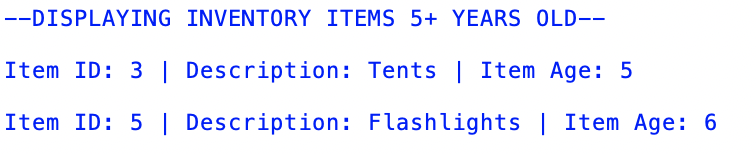 --DISPLAYING INVENTORY ITEMS 5+ YEARS OLD--
Item ID: 3 | Description: Tents | Item Age: 5
Item ID: 5 | Description: Flashlights | Item Age: 6